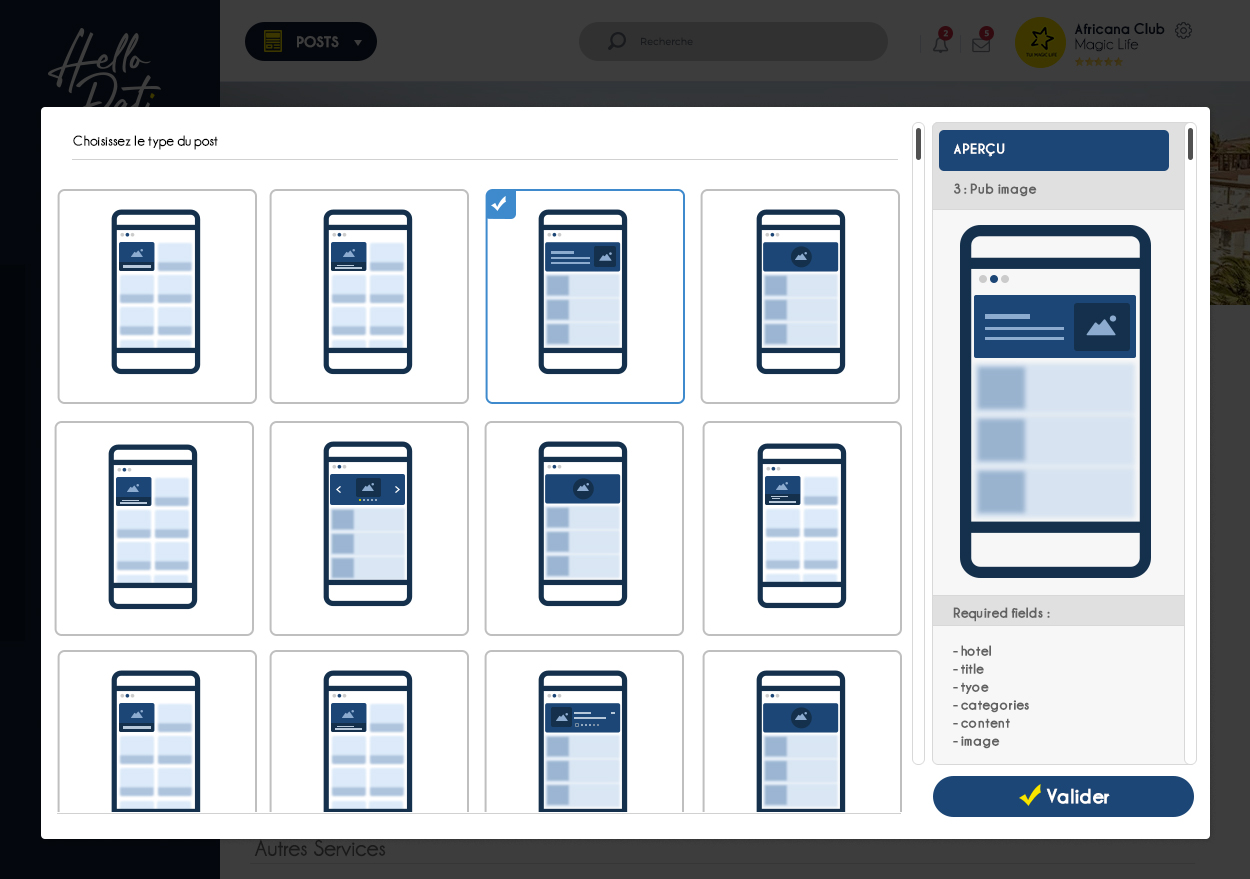 Hello
POSTS
Recherche
2
5
Africana Club
Magic Life
Choisissez le type du post
APERÇU
3 : Pub image
Required fields :
- hotel
- title
- tyoe
- categories
- content
- image
Valider
Autres Services